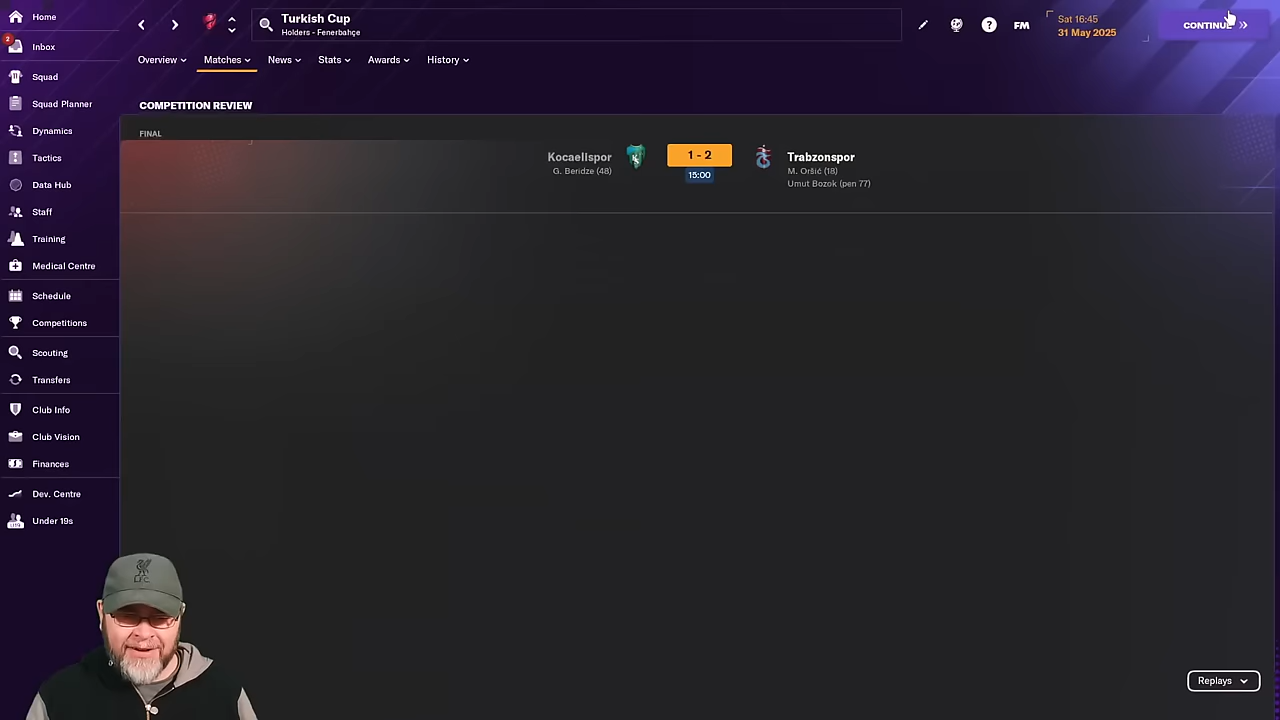 Home
2
Inbox
Squad
Squad Planner
Dynamics
Tactics
Data Hub
Staff
Training
Medical Centre
Schedule
Competitions
Scouting
Transfers
Club Info
Club Vision
Finances
Dev. Centre
Under 19s
Turkish Cup
Holders - Fenerbahçe
FM
Sat 16:45
31 May 2025
CONTINUE
Overview
Matches
News
Stats
Awards
History
COMPETITION REVIEW
FINAL
Kocaelispor
G. Beridze (48)
1 - 2
15:00
Trabzonspor
M. Oršić (18)
Umut Bozok (pen 77)
LFC
Replays